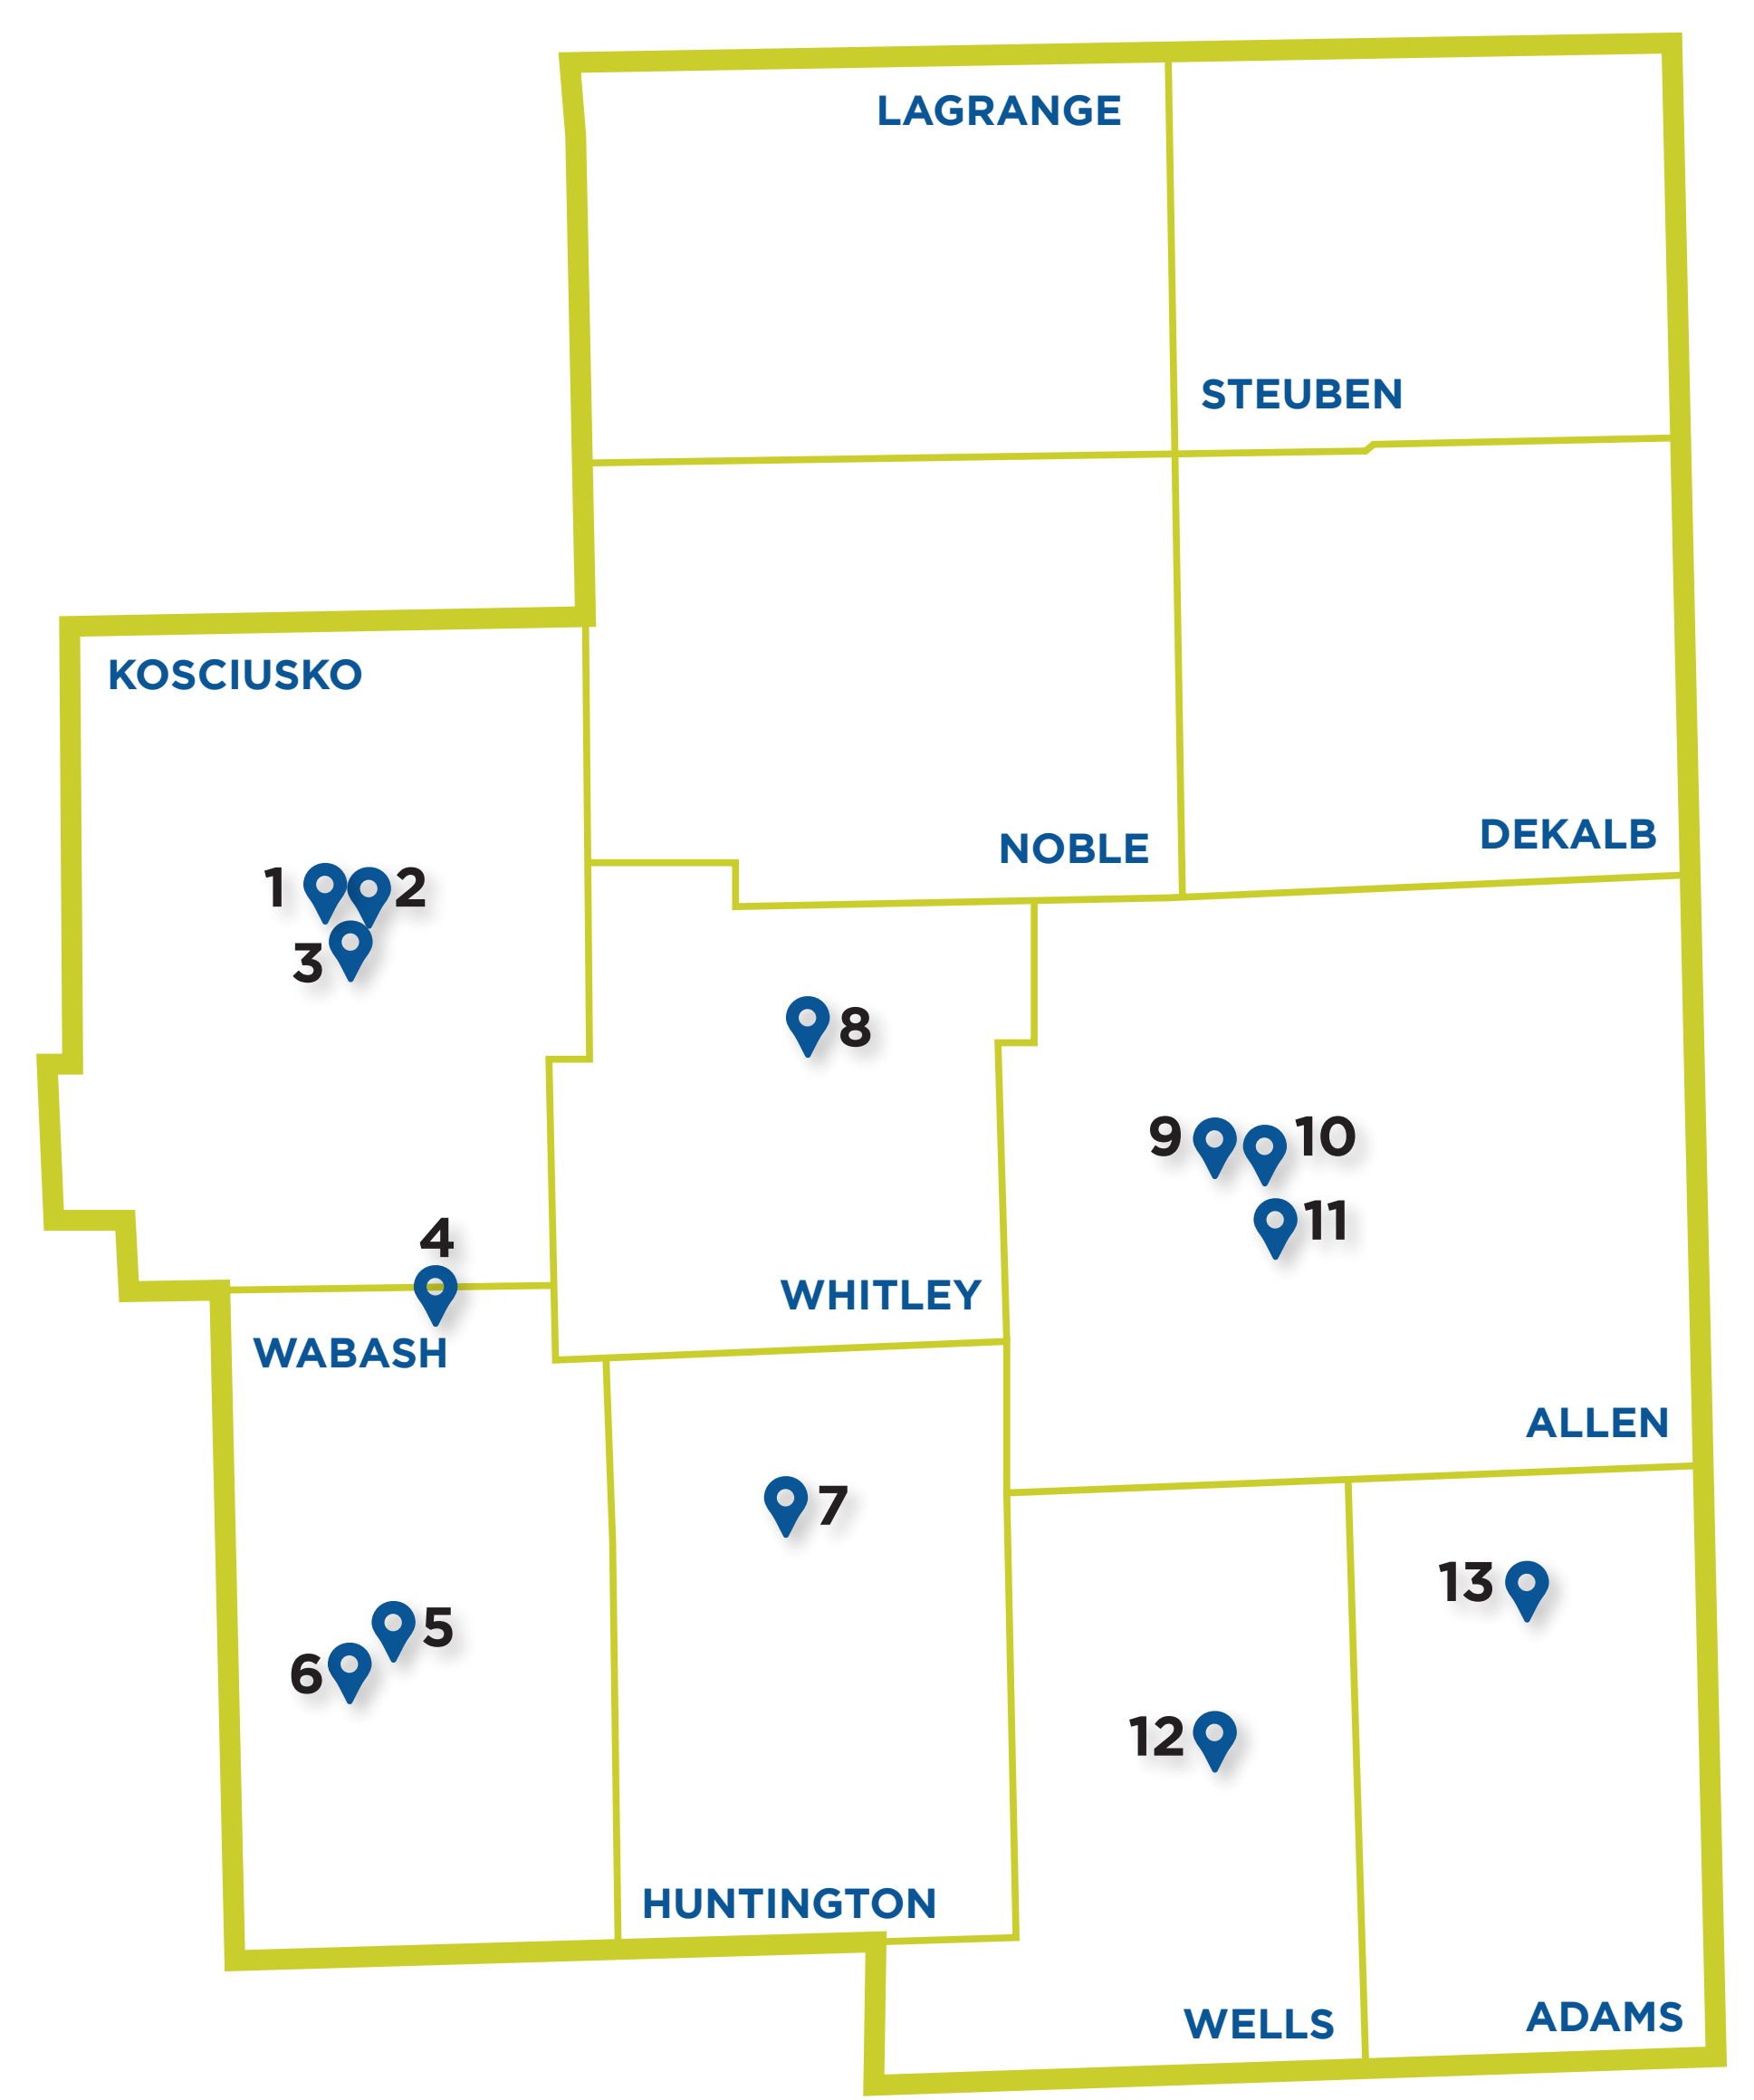 LAGRANGE
STEUBEN
KOSCIUSKO
NOBLE
DEKALB
1
2
3
8
9
10
11
4
WHITLEY
WABASH
ALLEN
7
13
5
6
12
HUNTINGTON
WELLS
ADAMS